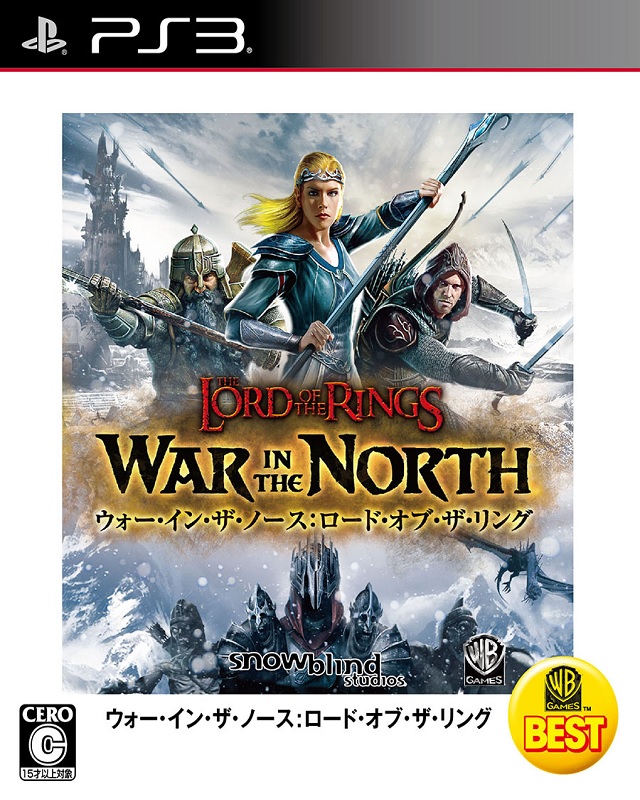 PS3
THE
LORD OF THE RINGS
WAR IN THE NORTH
ウォー・イン・ザ・ノース:ロード・オブ・ザ・リング
snowblind
studios
WB
GAMES
CERO
C
15才以上対象
ウォー・イン・ザ・ノース:ロード・オブ・ザ・リング
WB
GAMES TM
BEST